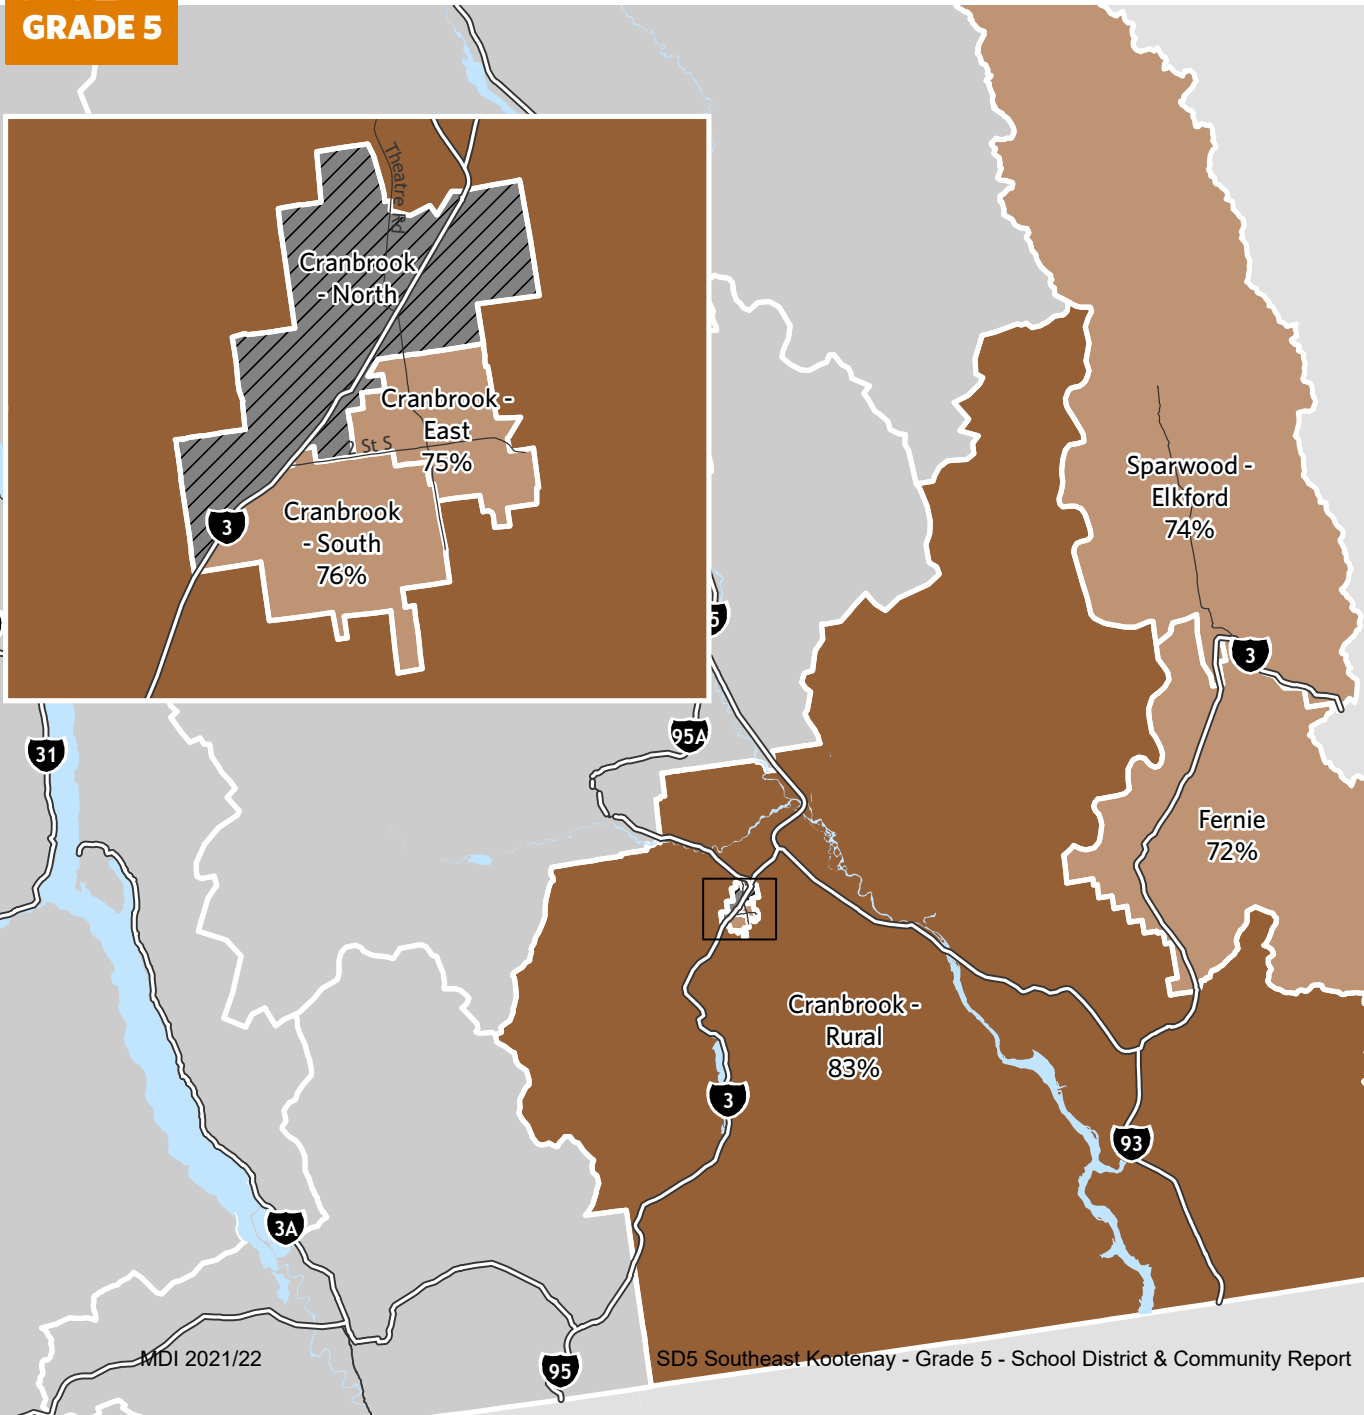 GRADE 5
Theatre Rd
Cranbrook
- North
Cranbrook -
East
75%
2 St S
Cranbrook
- South
76%
3
Sparwood -
Elkford
74%
3
5
95A
31
Fernie
72%
Cranbrook -
Rural
83%
3
93
3A
95
MDI 2021/22
SD5 Southeast Kootenay - Grade 5 - School District & Community Report